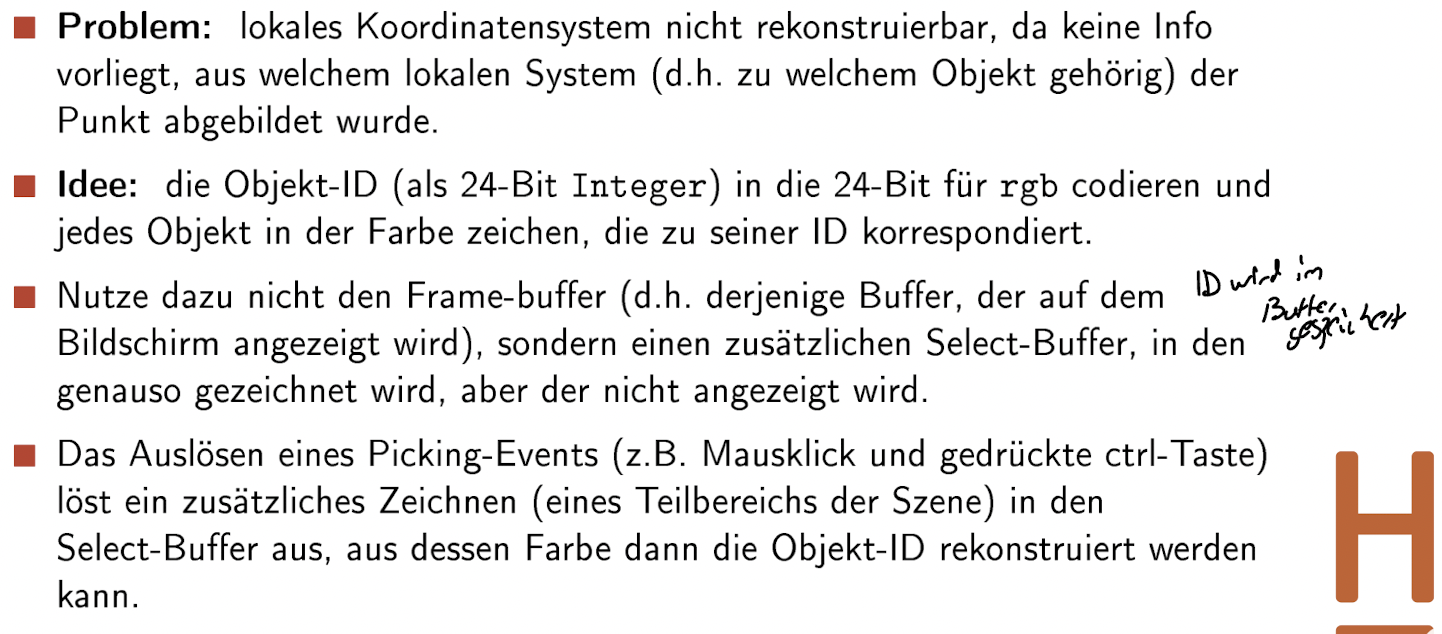 Problem: lokales Koordinatensystem nicht rekonstruierbar, da keine Info
vorliegt, aus welchem lokalen System (d.h. zu welchem Objekt gehörig) der
Punkt abgebildet wurde.
Idee: die Objekt-ID (als 24-Bit Integer) in die 24-Bit für rgb codieren und
jedes Objekt in der Farbe zeichen, die zu seiner ID korrespondiert.
Nutze dazu nicht den Frame-buffer (d.h. derjenige Buffer, der auf dem
Bildschirm angezeigt wird), sondern einen zusätzlichen Select-Buffer, in den
genauso gezeichnet wird, aber der nicht angezeigt wird.
ID wird im
Buffer
gespeichert
Das Auslösen eines Picking-Events (z.B. Mausklick und gedrückte ctrl-Taste)
löst ein zusätzliches Zeichnen (eines Teilbereichs der Szene) in den
Select-Buffer aus, aus dessen Farbe dann die Objekt-ID rekonstruiert werden
kann.
H